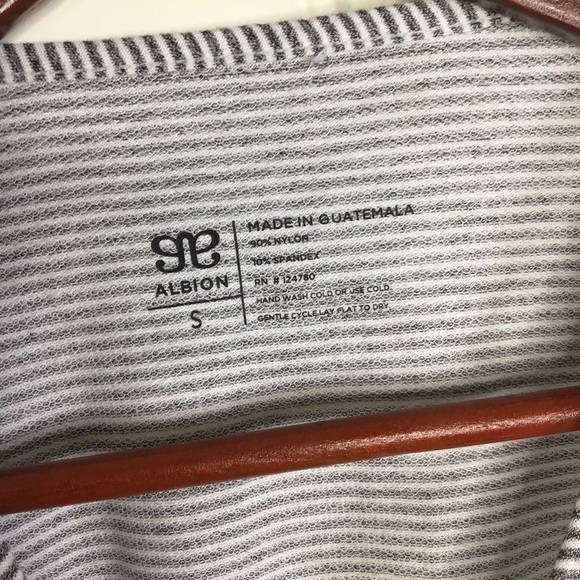 ALBION
S
MADE IN GUATEMALA
90% NYLON
10% SPANDEX
RN # 124780
HAND WASH COLD OR USE COLD
GENTLE CYCLE LAY FLAT TO DRY